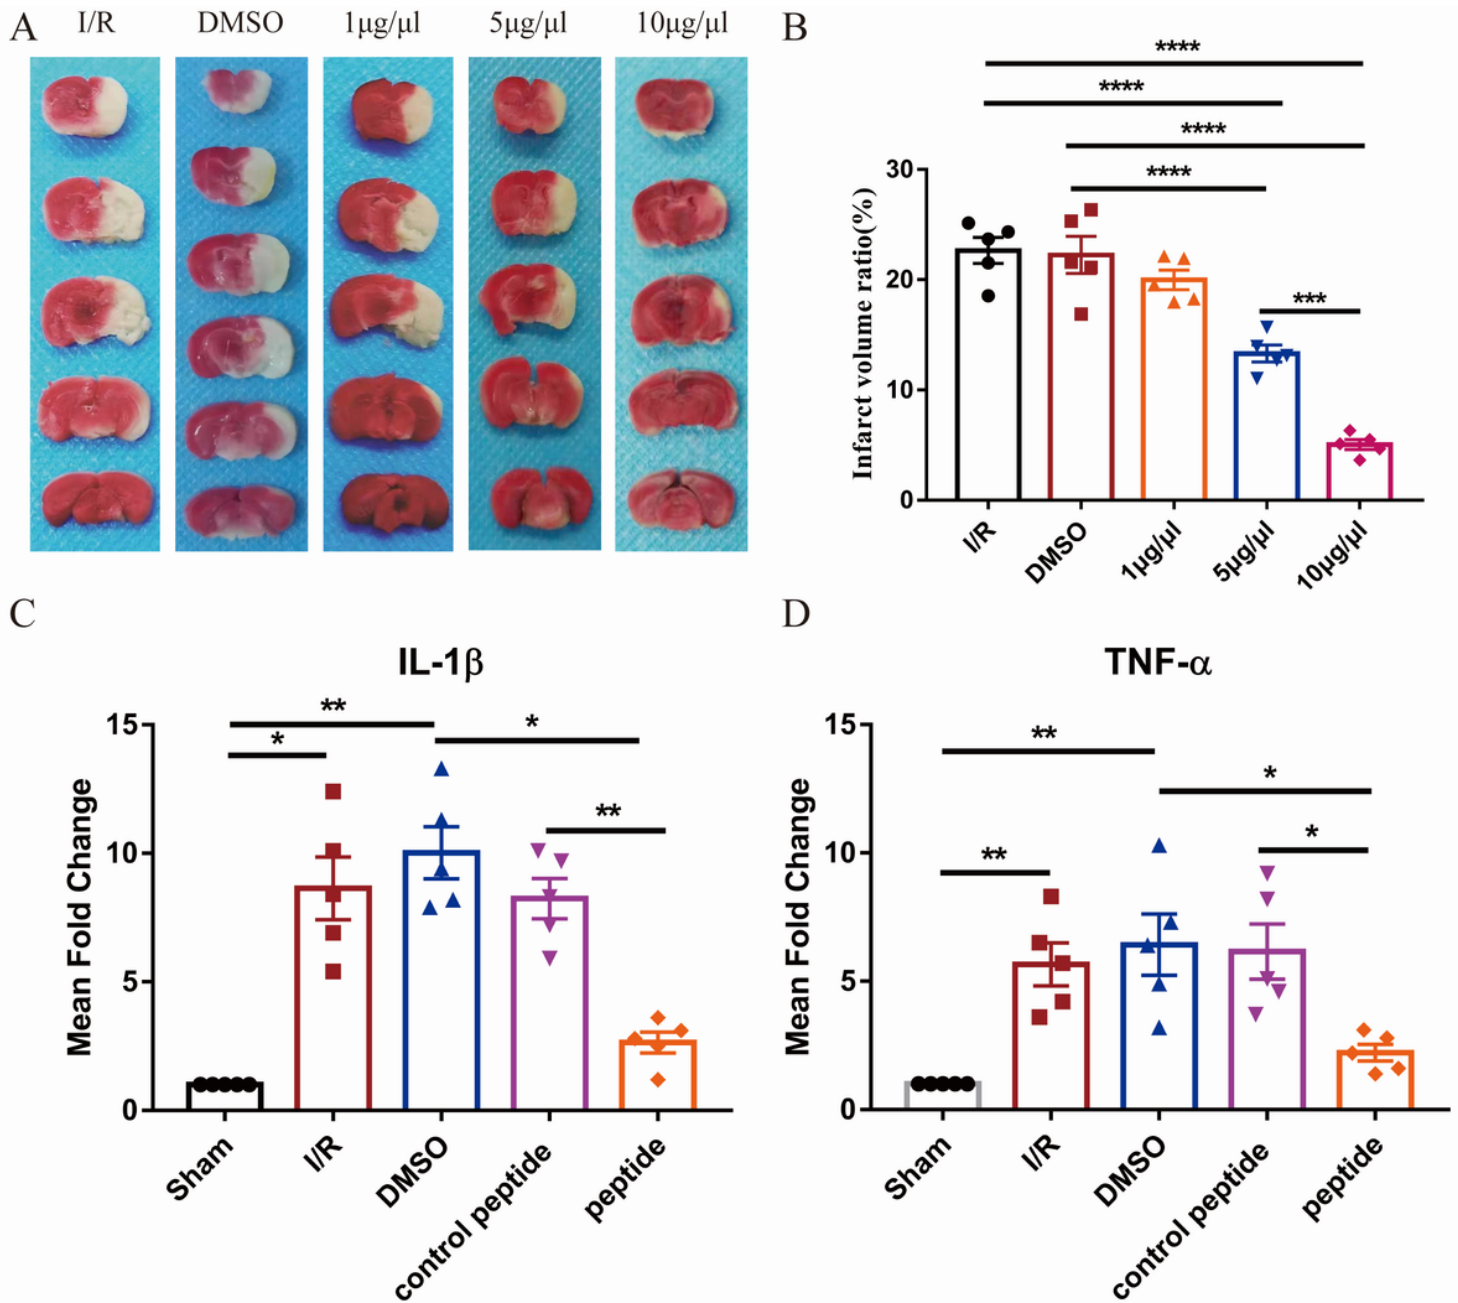 A
I/R DMSO 1μg/μl 5μg/μl 10μg/μl
B
****
****
****
****
***
Infarct volume ratio(%)
30
20
10
0
I/R DMSO 1μg/μl 5μg/μl 10μg/μl
C
IL-1β
**
*
*
**
Mean Fold Change
15
10
5
0
Sham I/R DMSO control peptide peptide
D
TNF-α
**
*
*
**
Mean Fold Change
15
10
5
0
Sham I/R DMSO control peptide peptide